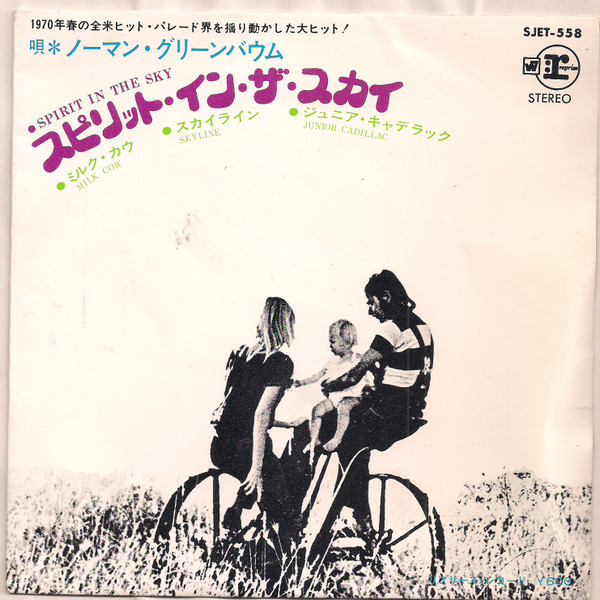 1970年春の全米ヒット・パレード界を揺り動かした大ヒット!
SJET-558
唄＊ノーマン・グリーンバウム
reprise
STEREO
SPIRIT IN THE SKY
スピリット・イン・ザ・スカイ
●ジュニア・キャデラック
JUNIOR CADILLAC
●スカイライン
SKYLINE
●ミルク・カウ
MILK COW